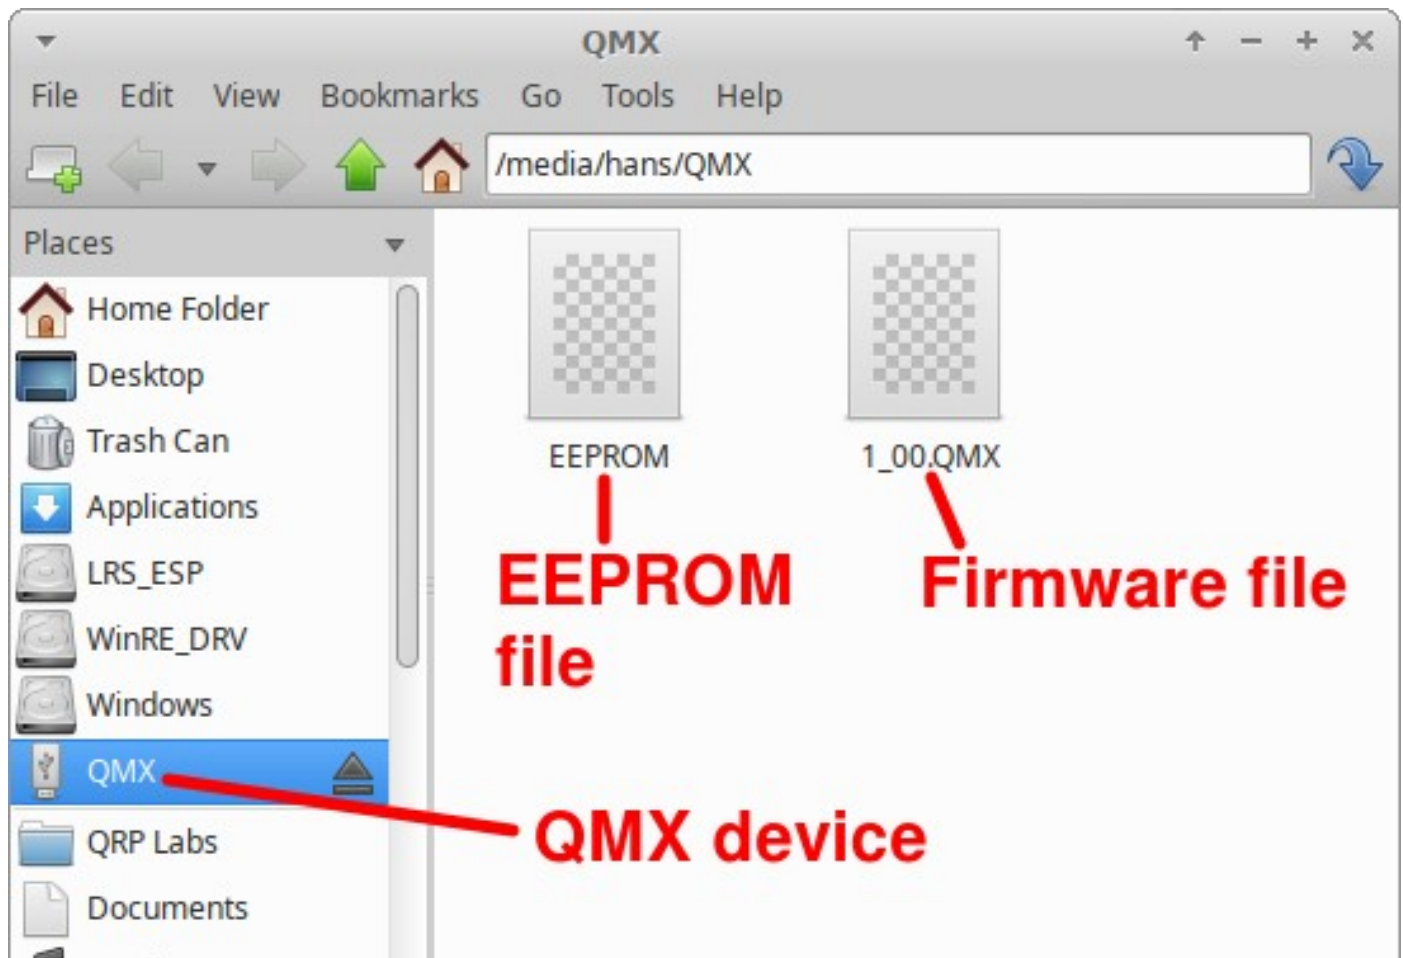 QMX
File Edit View Bookmarks Go Tools Help
/media/hans/QMX
Places
Home Folder
Desktop
Trash Can
Applications
LRS_ESP
WinRE_DRV
Windows
QMX
QRP Labs
Documents
EEPROM
1_00.QMX
EEPROM
file
Firmware file
QMX device